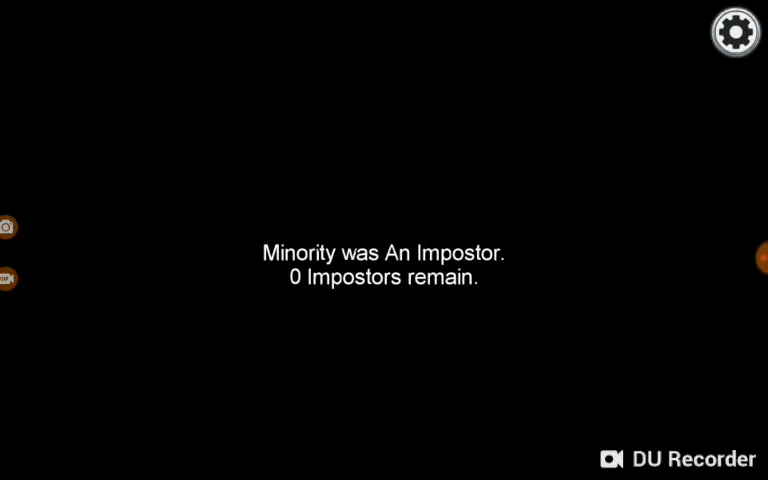 Minority was An Impostor.
0 Impostors remain.
DU Recorder